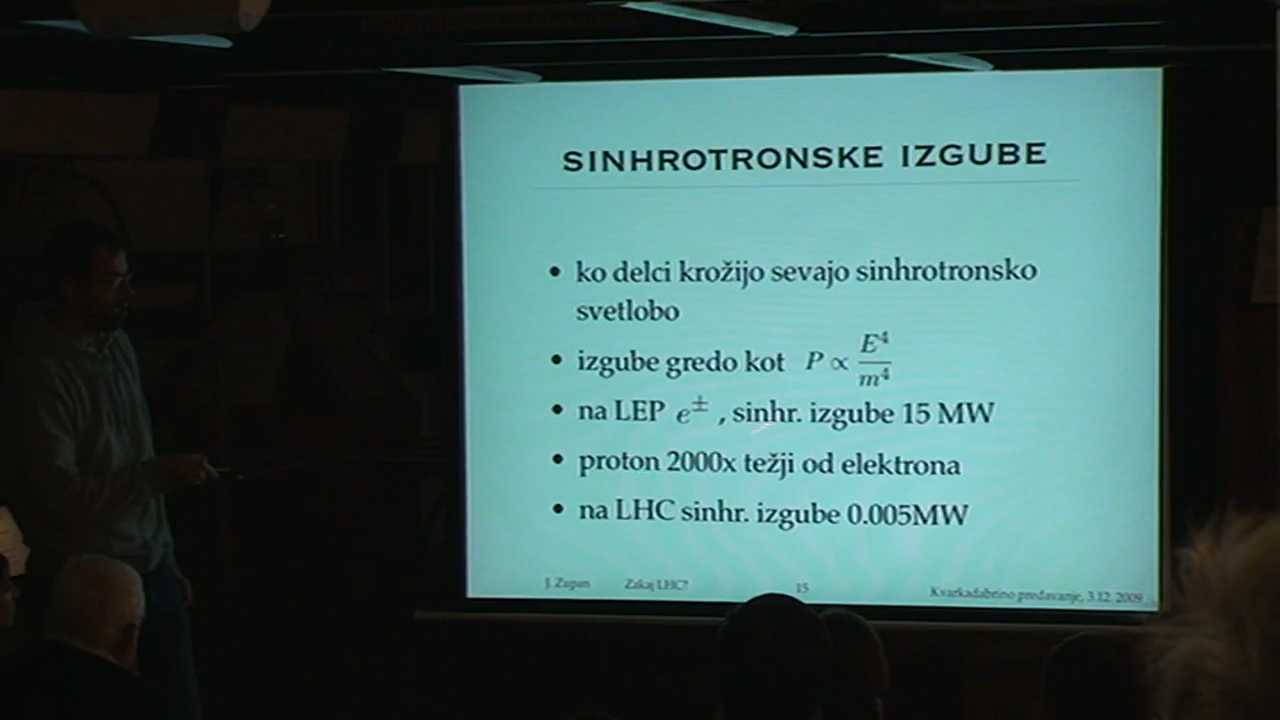 SINHROTRONSKE IZGUBE
• ko delci krožijo sevajo sinhrotronsko
svetlobo
• izgube gredo kot P ∝ E⁴/m⁴
• na LEP e± , sinhr. izgube 15 MW
• proton 2000x težji od elektrona
• na LHC sinhr. izgube 0.005MW
J. Zupan Zakaj LHC? 15 Kvarkadabrino predavanje, 3.12. 2009